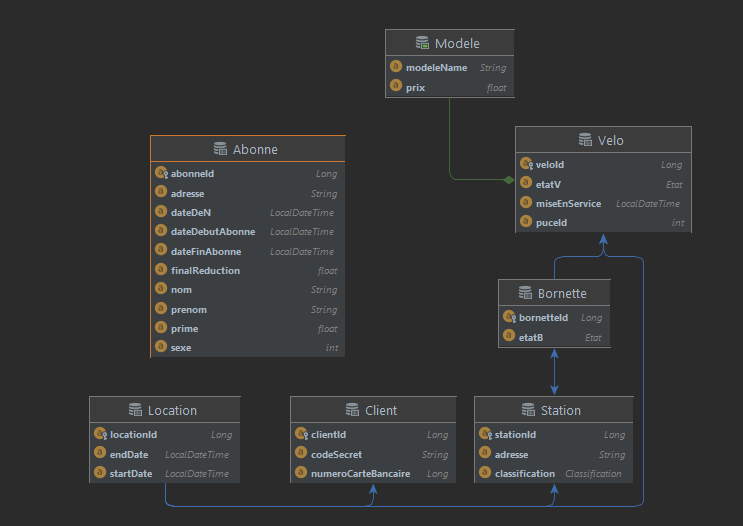 Modele
modeleName String
prix float
Velo
veloId Long
etatV Etat
miseEnService LocalDateTime
puceId int
Abonne
abonneId Long
adresse String
dateDeN LocalDateTime
dateDebutAbonne LocalDateTime
dateFinAbonne LocalDateTime
finalReduction float
nom String
prenom String
prime float
sexe int
Bornette
bornetteId Long
etatB Etat
Location
locationId Long
endDate LocalDateTime
startDate LocalDateTime
Client
clientId Long
codeSecret String
numeroCarteBancaire Long
Station
stationId Long
adresse String
classification Classification